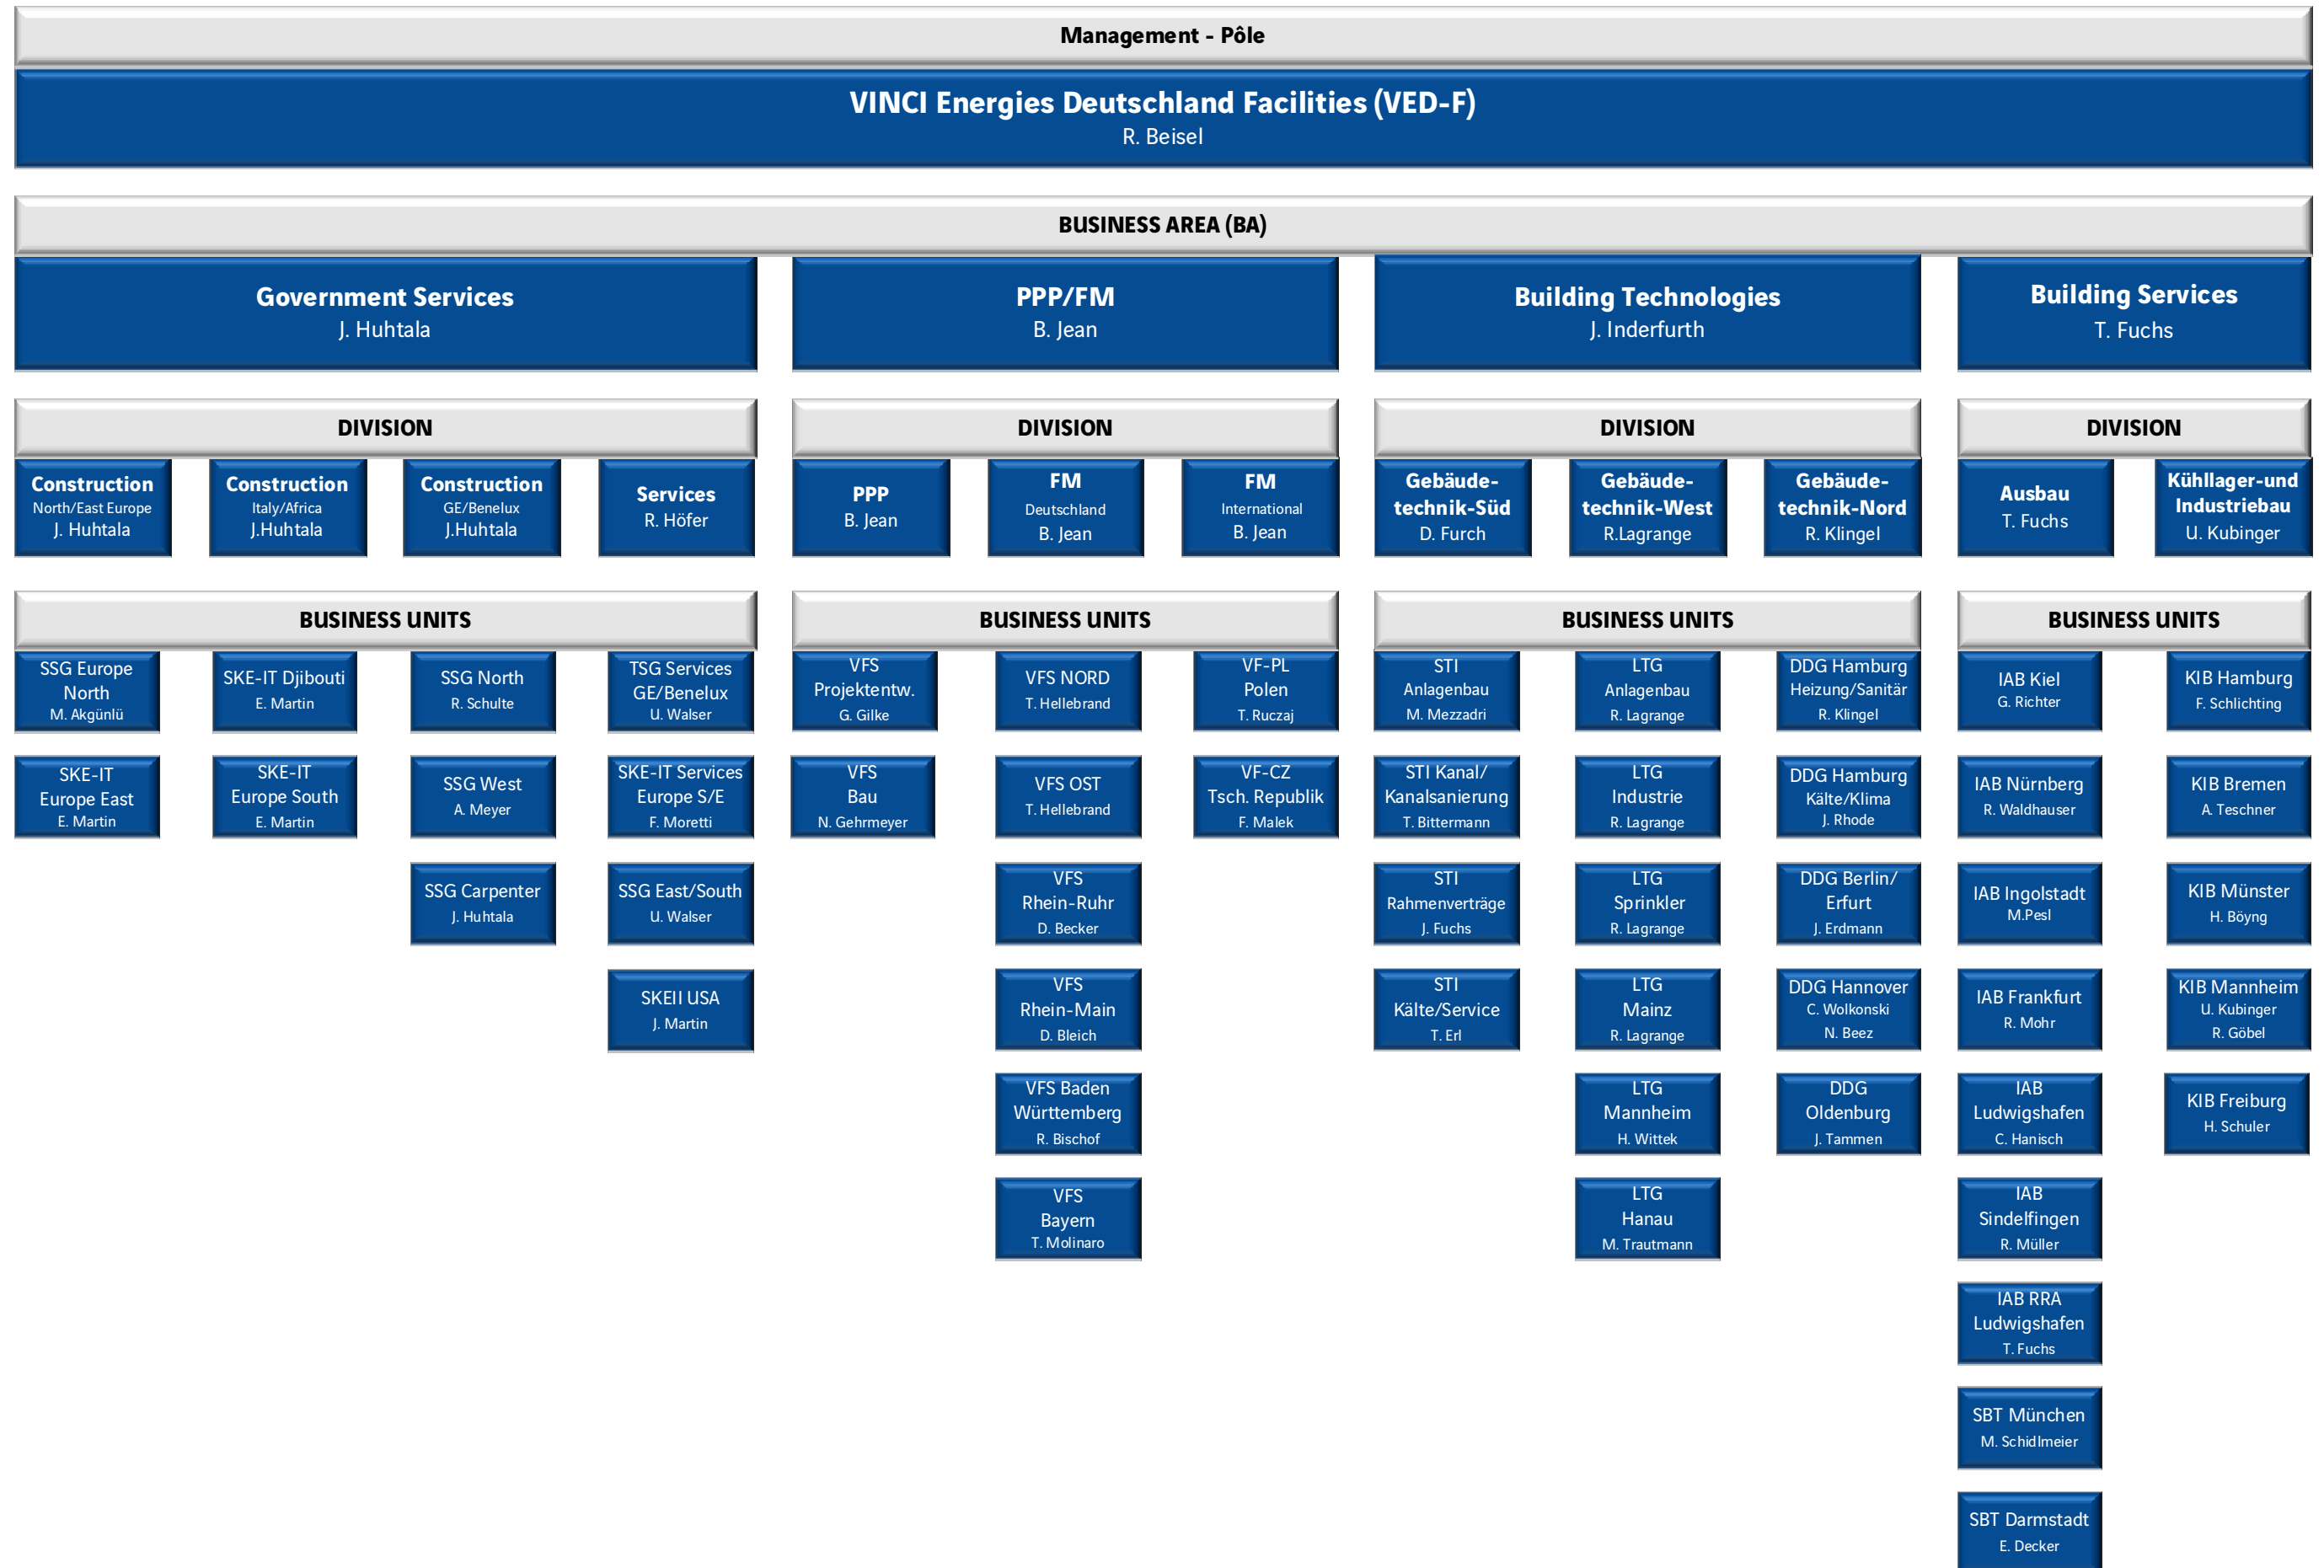 Management - Pôle
VINCI Energies Deutschland Facilities (VED-F)
R. Beisel
BUSINESS AREA (BA)
Government Services
J. Huhtala
PPP/FM
B. Jean
Building Technologies
J. Inderfurth
Building Services
T. Fuchs
DIVISION
DIVISION
DIVISION
DIVISION
Construction
North/East Europe
J. Huhtala
Construction
Italy/Africa
J.Huhtala
Construction
GE/Benelux
J.Huhtala
Services
R. Höfer
PPP
B. Jean
FM
Deutschland
B. Jean
FM
International
B. Jean
Gebäude-
technik-Süd
D. Furch
Gebäude-
technik-West
R.Lagrange
Gebäude-
technik-Nord
R. Klingel
Ausbau
T. Fuchs
Kühllager-und
Industriebau
U. Kubinger
BUSINESS UNITS
BUSINESS UNITS
BUSINESS UNITS
BUSINESS UNITS
SSG Europe
North
M. Akgünlü
SKE-IT Djibouti
E. Martin
SSG North
R. Schulte
TSG Services
GE/Benelux
U. Walser
VFS
Projektentw.
G. Gilke
VFS NORD
T. Hellebrand
VF-PL
Polen
T. Ruczaj
STI
Anlagenbau
M. Mezzadri
LTG
Anlagenbau
R. Lagrange
DDG Hamburg
Heizung/Sanitär
R. Klingel
IAB Kiel
G. Richter
KIB Hamburg
F. Schlichting
SKE-IT
Europe East
E. Martin
SKE-IT
Europe South
E. Martin
SSG West
A. Meyer
SKE-IT Services
Europe S/E
F. Moretti
VFS
Bau
N. Gehrmeyer
VFS OST
T. Hellebrand
VF-CZ
Tsch. Republik
F. Malek
STI Kanal/
Kanalsanierung
T. Bittermann
LTG
Industrie
R. Lagrange
DDG Hamburg
Kälte/Klima
J. Rhode
IAB Nürnberg
R. Waldhauser
KIB Bremen
A. Teschner
SSG Carpenter
J. Huhtala
SSG East/South
U. Walser
VFS
Rhein-Ruhr
D. Becker
STI
Rahmenverträge
J. Fuchs
LTG
Sprinkler
R. Lagrange
DDG Berlin/
Erfurt
J. Erdmann
IAB Ingolstadt
M.Pesl
KIB Münster
H. Böyng
SKEII USA
J. Martin
VFS
Rhein-Main
D. Bleich
STI
Kälte/Service
T. Erl
LTG
Mainz
R. Lagrange
DDG Hannover
C. Wolkonski
N. Beez
IAB Frankfurt
R. Mohr
KIB Mannheim
U. Kubinger
R. Göbel
VFS Baden
Württemberg
R. Bischof
LTG
Mannheim
H. Wittek
DDG
Oldenburg
J. Tammen
IAB
Ludwigshafen
C. Hanisch
KIB Freiburg
H. Schuler
VFS
Bayern
T. Molinaro
LTG
Hanau
M. Trautmann
IAB
Sindelfingen
R. Müller
IAB RRA
Ludwigshafen
T. Fuchs
SBT München
M. Schidlmeier
SBT Darmstadt
E. Decker